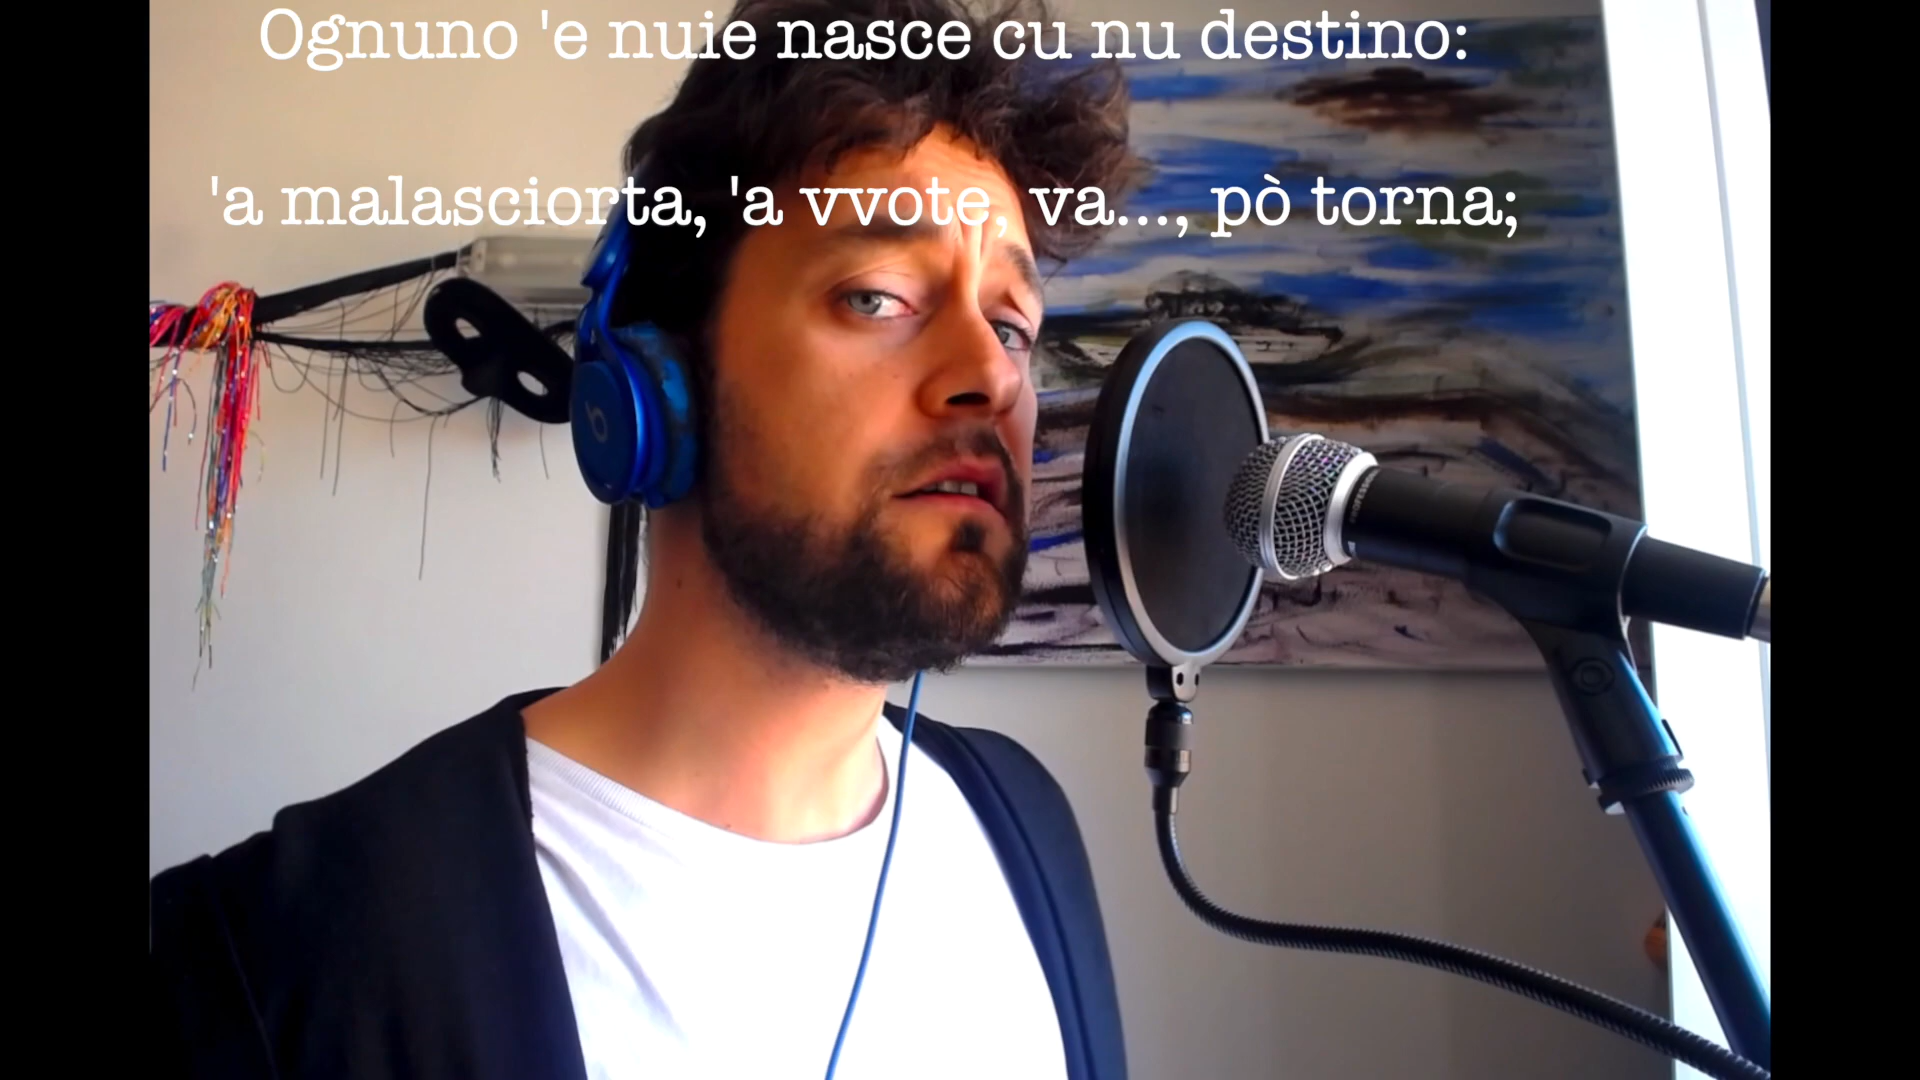 Ognuno 'e nuie nasce cu nu destino:
'a malasciorta, 'a vvote, va..., pò torna;